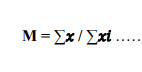 M = ∑x / ∑xi .....